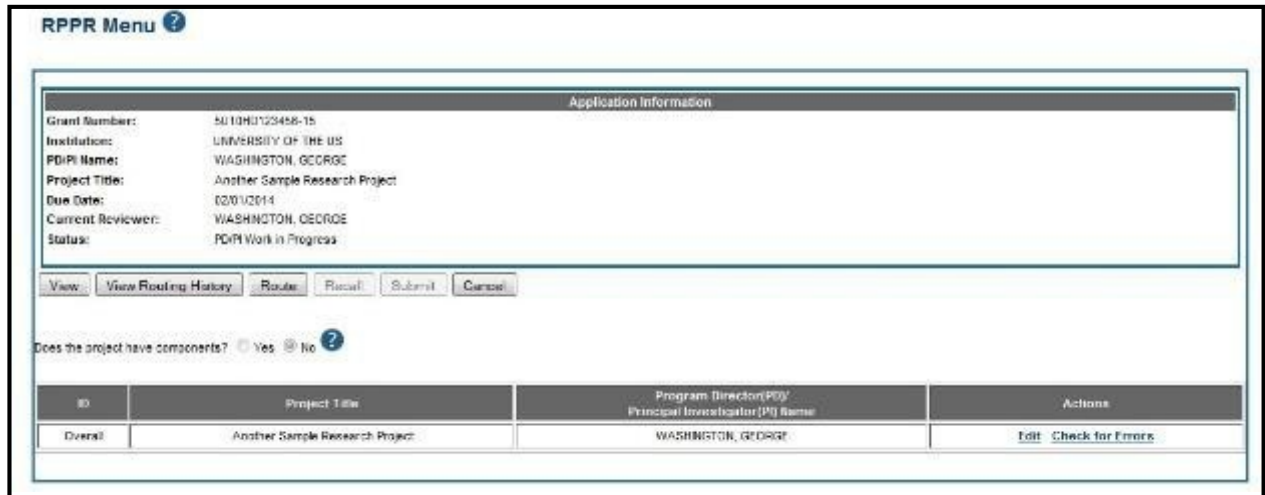 RPPR Menu ?
Application Information
Grant Number:
Institution: UNIVERSITY OF THE US
PD/PI Name: WASHINGTON, GEORGE
Project Title: Another Sample Research Project
Due Date: 02/01/2014
Current Reviewer: WASHINGTON, GEORGE
Status: PD/PI Work in Progress
View View Routing History Route Recall Submit Cancel
Does the project have components? Yes No ?
ID Project Title Program Director(PD)/ Actions
Principal Investigator(PI) Name
Overall Another Sample Research Project WASHINGTON, GEORGE Edit Check for Errors